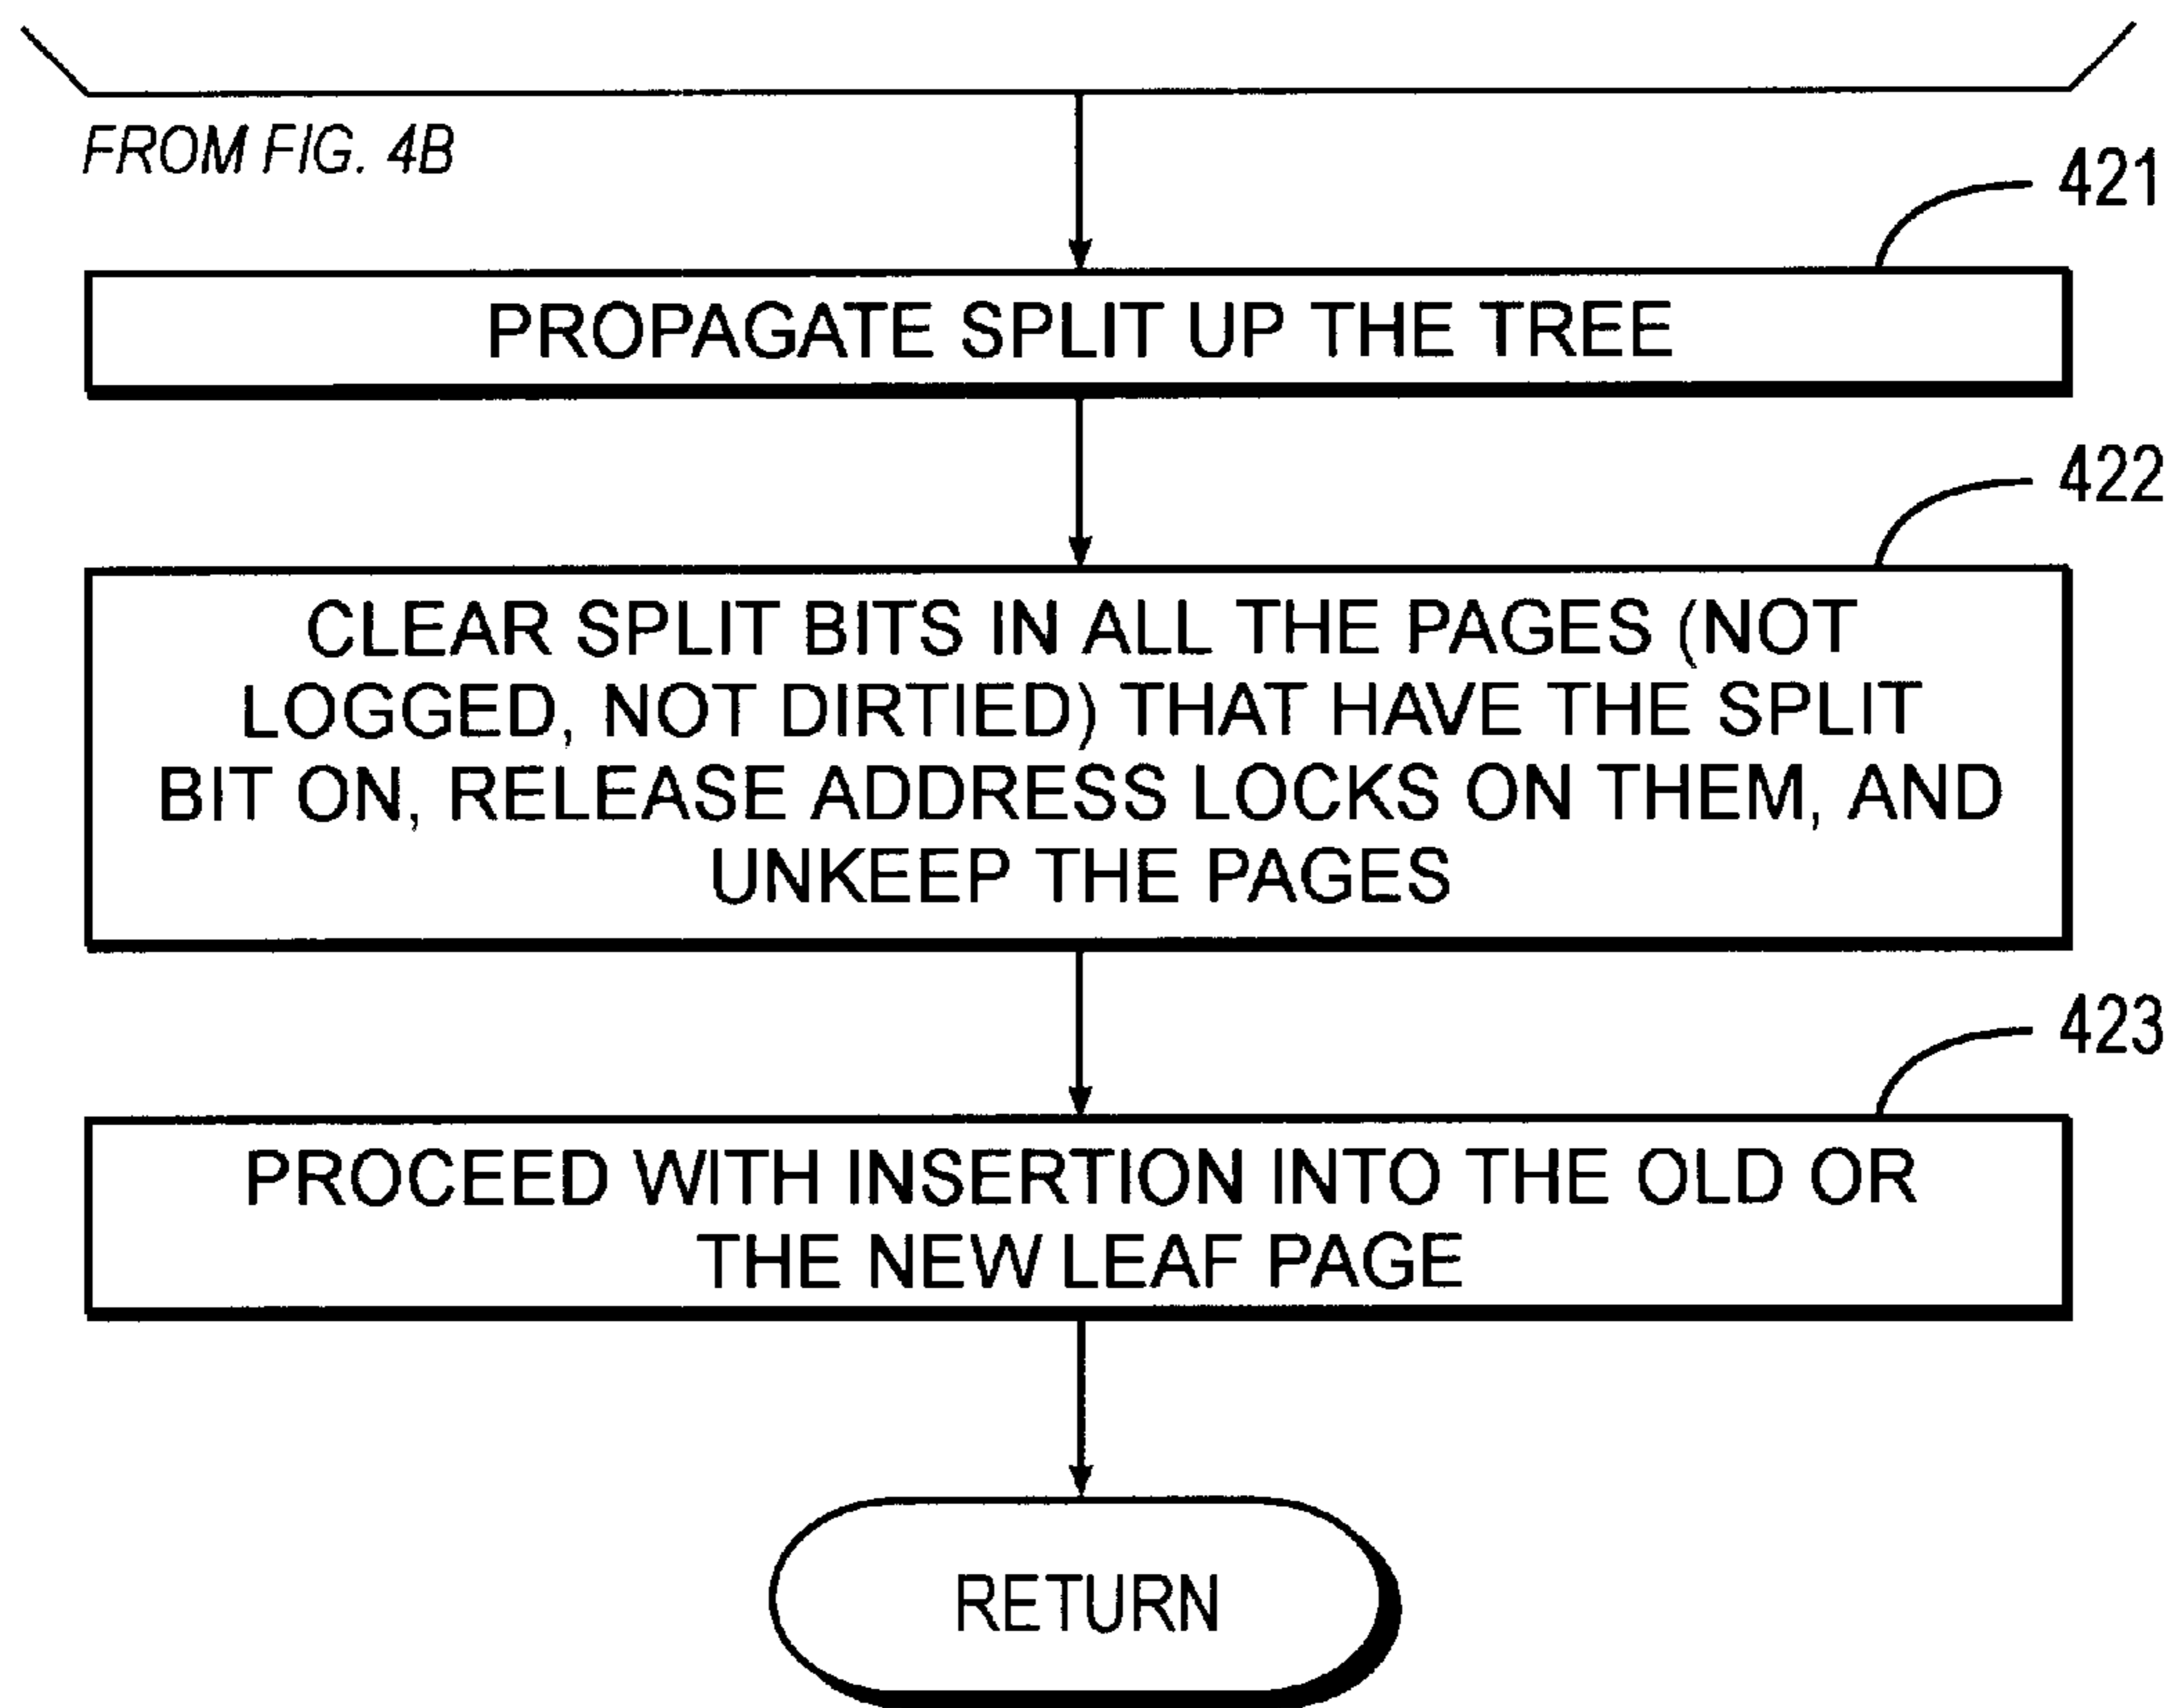 FROM FIG. 4B
421
PROPAGATE SPLIT UP THE TREE
422
CLEAR SPLIT BITS IN ALL THE PAGES (NOT
LOGGED, NOT DIRTIED) THAT HAVE THE SPLIT
BIT ON, RELEASE ADDRESS LOCKS ON THEM, AND
UNKEEP THE PAGES
423
PROCEED WITH INSERTION INTO THE OLD OR
THE NEW LEAF PAGE
RETURN